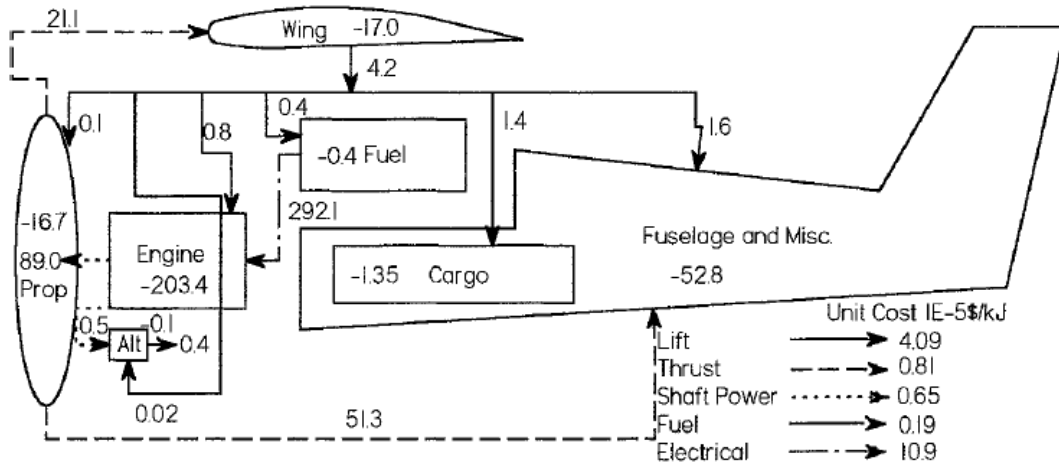 21.1
Wing -17.0
4.2
0.1
0.8
0.4
1.4
1.6
-0.4 Fuel
292.1
-16.7
89.0
Prop
Engine
-203.4
Fuselage and Misc.
-52.8
-1.35 Cargo
0.5
-0.1
Alt
0.4
0.02
51.3
Unit Cost 1E-5$/kJ
Lift 4.09
Thrust 0.81
Shaft Power 0.65
Fuel 0.19
Electrical 10.9